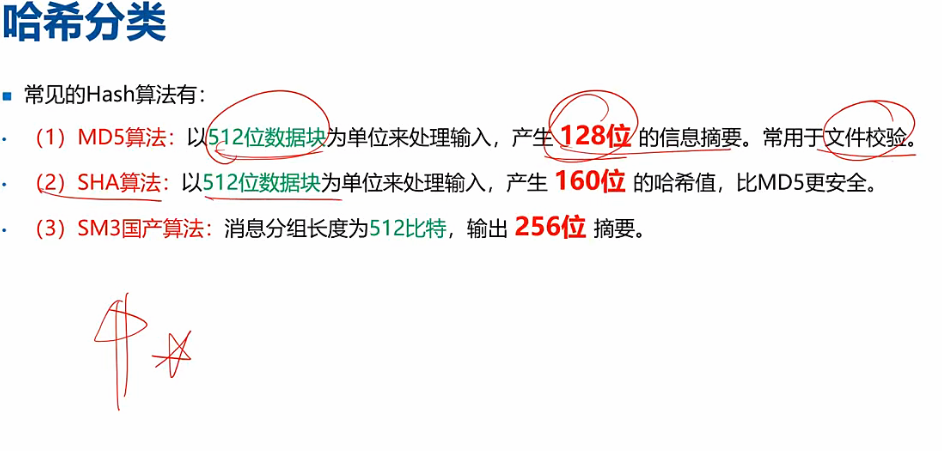 哈希分类
■ 常见的Hash算法有：
• （1）MD5算法：以512位数据块为单位来处理输入，产生 128位 的信息摘要。常用于文件校验。
• （2）SHA算法：以512位数据块为单位来处理输入，产生 160位 的哈希值，比MD5更安全。
• （3）SM3国产算法：消息分组长度为512比特，输出 256位 摘要。